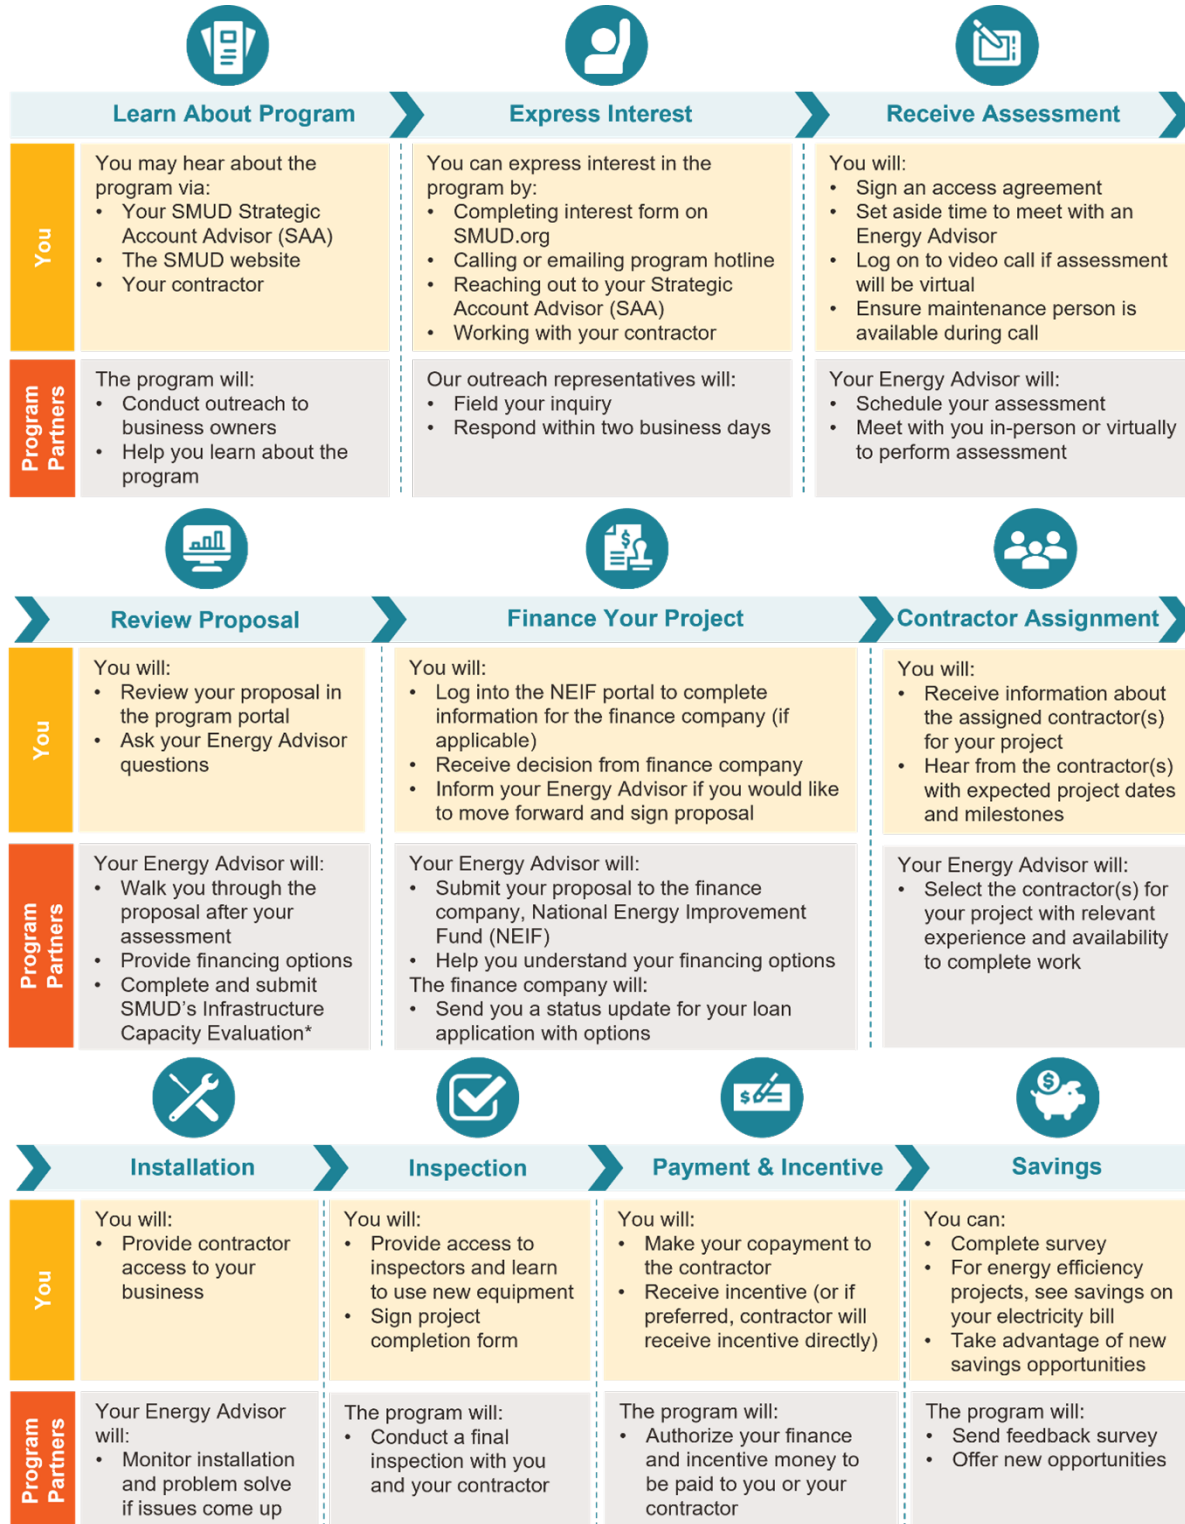 Learn About Program
Express Interest
Receive Assessment
You
You may hear about the
program via:
• Your SMUD Strategic
Account Advisor (SAA)
• The SMUD website
• Your contractor
You can express interest in the
program by:
• Completing interest form on
SMUD.org
• Calling or emailing program hotline
• Reaching out to your Strategic
Account Advisor (SAA)
• Working with your contractor
You will:
• Sign an access agreement
• Set aside time to meet with an
Energy Advisor
• Log on to video call if assessment
will be virtual
• Ensure maintenance person is
available during call
Program
Partners
The program will:
• Conduct outreach to
business owners
• Help you learn about the
program
Our outreach representatives will:
• Field your inquiry
• Respond within two business days
Your Energy Advisor will:
• Schedule your assessment
• Meet with you in-person or virtually
to perform assessment
$
Review Proposal
Finance Your Project
Contractor Assignment
You
You will:
• Review your proposal in
the program portal
• Ask your Energy Advisor
questions
You will:
• Log into the NEIF portal to complete
information for the finance company (if
applicable)
• Receive decision from finance company
• Inform your Energy Advisor if you would like
to move forward and sign proposal
You will:
• Receive information about
the assigned contractor(s)
for your project
• Hear from the contractor(s)
with expected project dates
and milestones
Program
Partners
Your Energy Advisor will:
• Walk you through the
proposal after your
assessment
• Provide financing options
• Complete and submit
SMUD's Infrastructure
Capacity Evaluation*
Your Energy Advisor will:
• Submit your proposal to the finance
company, National Energy Improvement
Fund (NEIF)
• Help you understand your financing options
The finance company will:
• Send you a status update for your loan
application with options
Your Energy Advisor will:
• Select the contractor(s) for
your project with relevant
experience and availability
to complete work
$
$
Installation
Inspection
Payment & Incentive
Savings
You
You will:
• Provide contractor
access to your
business
You will:
• Provide access to
inspectors and learn
to use new equipment
• Sign project
completion form
You will:
• Make your copayment to
the contractor
• Receive incentive (or if
preferred, contractor will
receive incentive directly)
You can:
• Complete survey
• For energy efficiency
projects, see savings on
your electricity bill
• Take advantage of new
savings opportunities
Program
Partners
Your Energy Advisor
will:
• Monitor installation
and problem solve
if issues come up
The program will:
• Conduct a final
inspection with you
and your contractor
The program will:
• Authorize your finance
and incentive money to
be paid to you or your
contractor
The program will:
• Send feedback survey
• Offer new opportunities